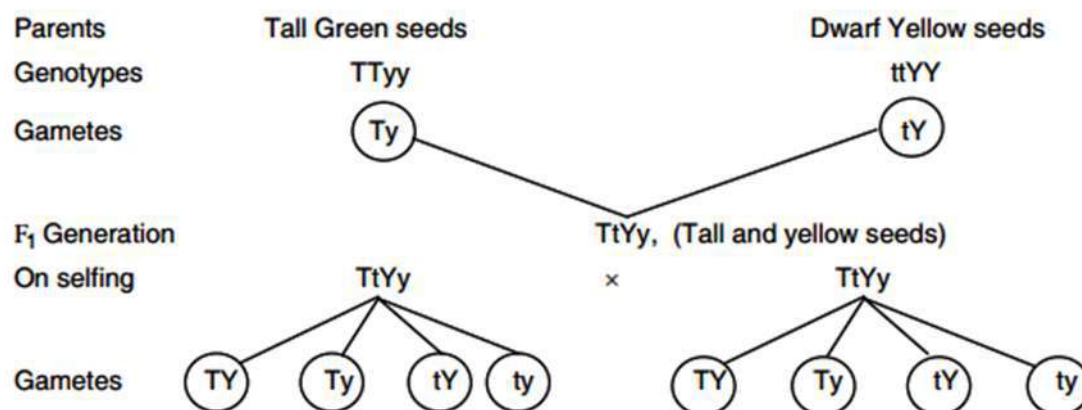 Parents Tall Green seeds Dwarf Yellow seeds
Genotypes TTyy ttYY
Gametes Ty tY
F₁ Generation TtYy, (Tall and yellow seeds)
On selfing TtYy × TtYy
Gametes TY Ty tY ty TY Ty tY ty